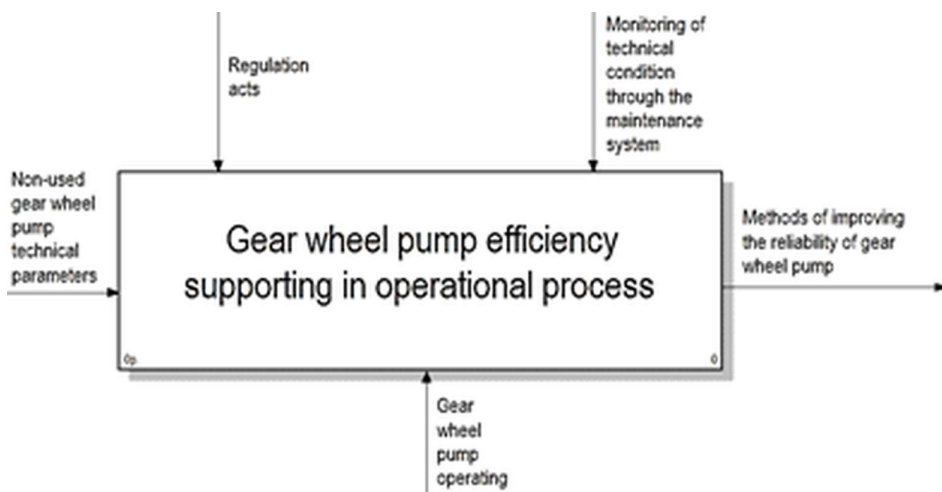 Regulation
acts
Monitoring of
technical
condition
through the
maintenance
system
Non-used
gear wheel
pump
technical
parameters
Gear wheel pump efficiency
supporting in operational process
Methods of improving
the reliability of gear
wheel pump
0p.
0
Gear
wheel
pump
operating